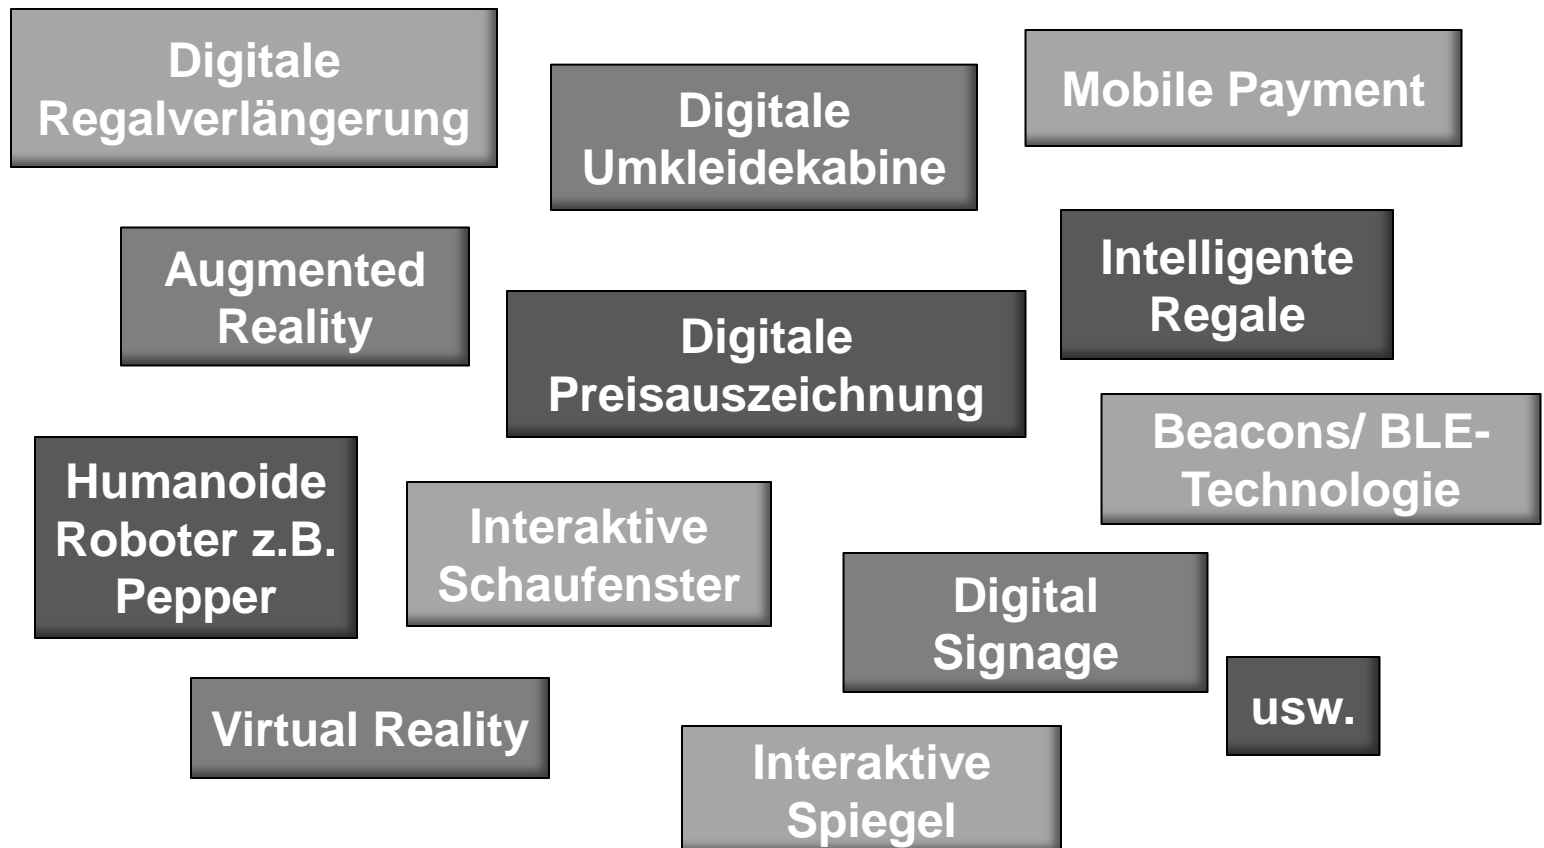 Digitale
Regalverlängerung
Digitale
Umkleidekabine
Mobile Payment
Augmented
Reality
Digitale
Preisauszeichnung
Intelligente
Regale
Beacons/ BLE-
Technologie
Humanoide
Roboter z.B.
Pepper
Interaktive
Schaufenster
Digital
Signage
usw.
Virtual Reality
Interaktive
Spiegel